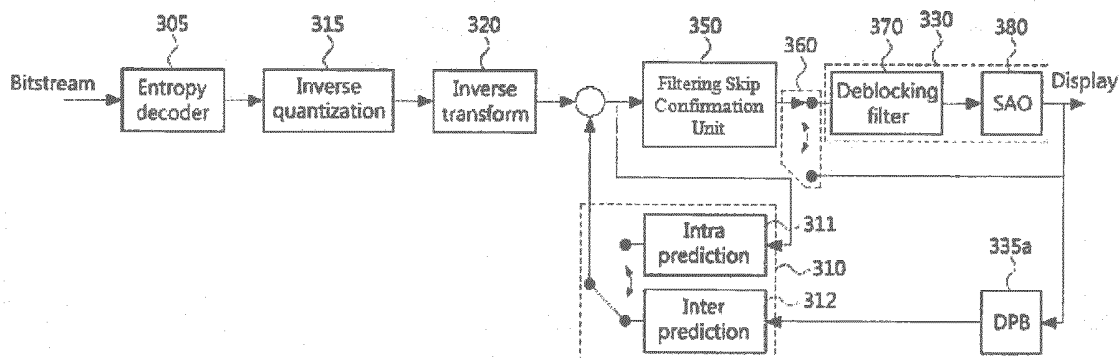 305
315
320
350
360
370
330
380
Bitstream
Entropy
decoder
Inverse
quantization
Inverse
transform
Filtering Skip
Confirmation
Unit
Deblocking
filter
SAO
Display
Intra
prediction
311
310
Inter
prediction
312
335a
DPB